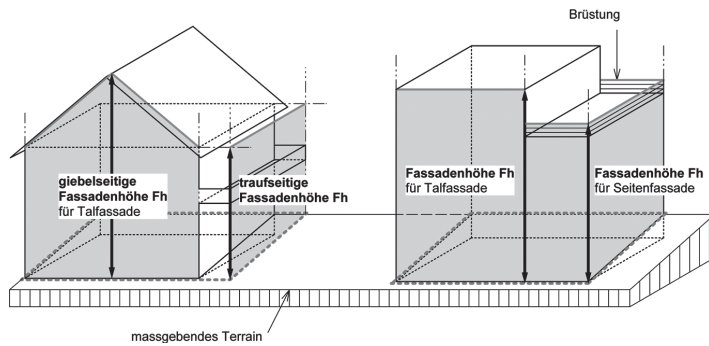 Brüstung
giebelseitige
Fassadenhöhe Fh
für Talfassade
traufseitige
Fassadenhöhe Fh
Fassadenhöhe Fh
für Talfassade
Fassadenhöhe Fh
für Seitenfassade
massgebendes Terrain